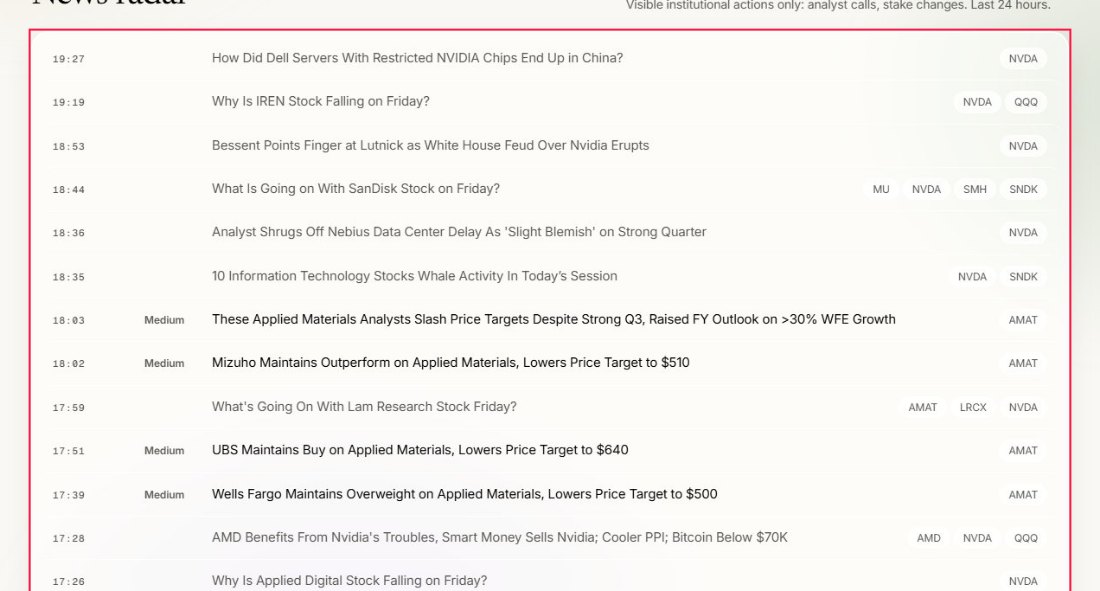 News radar
Visible institutional actions only: analyst calls, stake changes. Last 24 hours.
19:27 How Did Dell Servers With Restricted NVIDIA Chips End Up in China? NVDA
19:19 Why Is IREN Stock Falling on Friday? NVDA QQQ
18:53 Bessent Points Finger at Lutnick as White House Feud Over Nvidia Erupts NVDA
18:44 What Is Going on With SanDisk Stock on Friday? MU NVDA SMH SNDK
18:36 Analyst Shrugs Off Nebius Data Center Delay As 'Slight Blemish' on Strong Quarter NVDA
18:35 10 Information Technology Stocks Whale Activity In Today's Session NVDA SNDK
18:03 Medium These Applied Materials Analysts Slash Price Targets Despite Strong Q3, Raised FY Outlook on >30% WFE Growth AMAT
18:02 Medium Mizuho Maintains Outperform on Applied Materials, Lowers Price Target to $510 AMAT
17:59 What's Going On With Lam Research Stock Friday? AMAT LRCX NVDA
17:51 Medium UBS Maintains Buy on Applied Materials, Lowers Price Target to $640 AMAT
17:39 Medium Wells Fargo Maintains Overweight on Applied Materials, Lowers Price Target to $500 AMAT
17:28 AMD Benefits From Nvidia's Troubles, Smart Money Sells Nvidia; Cooler PPI; Bitcoin Below $70K AMD NVDA QQQ
17:26 Why Is Applied Digital Stock Falling on Friday? NVDA